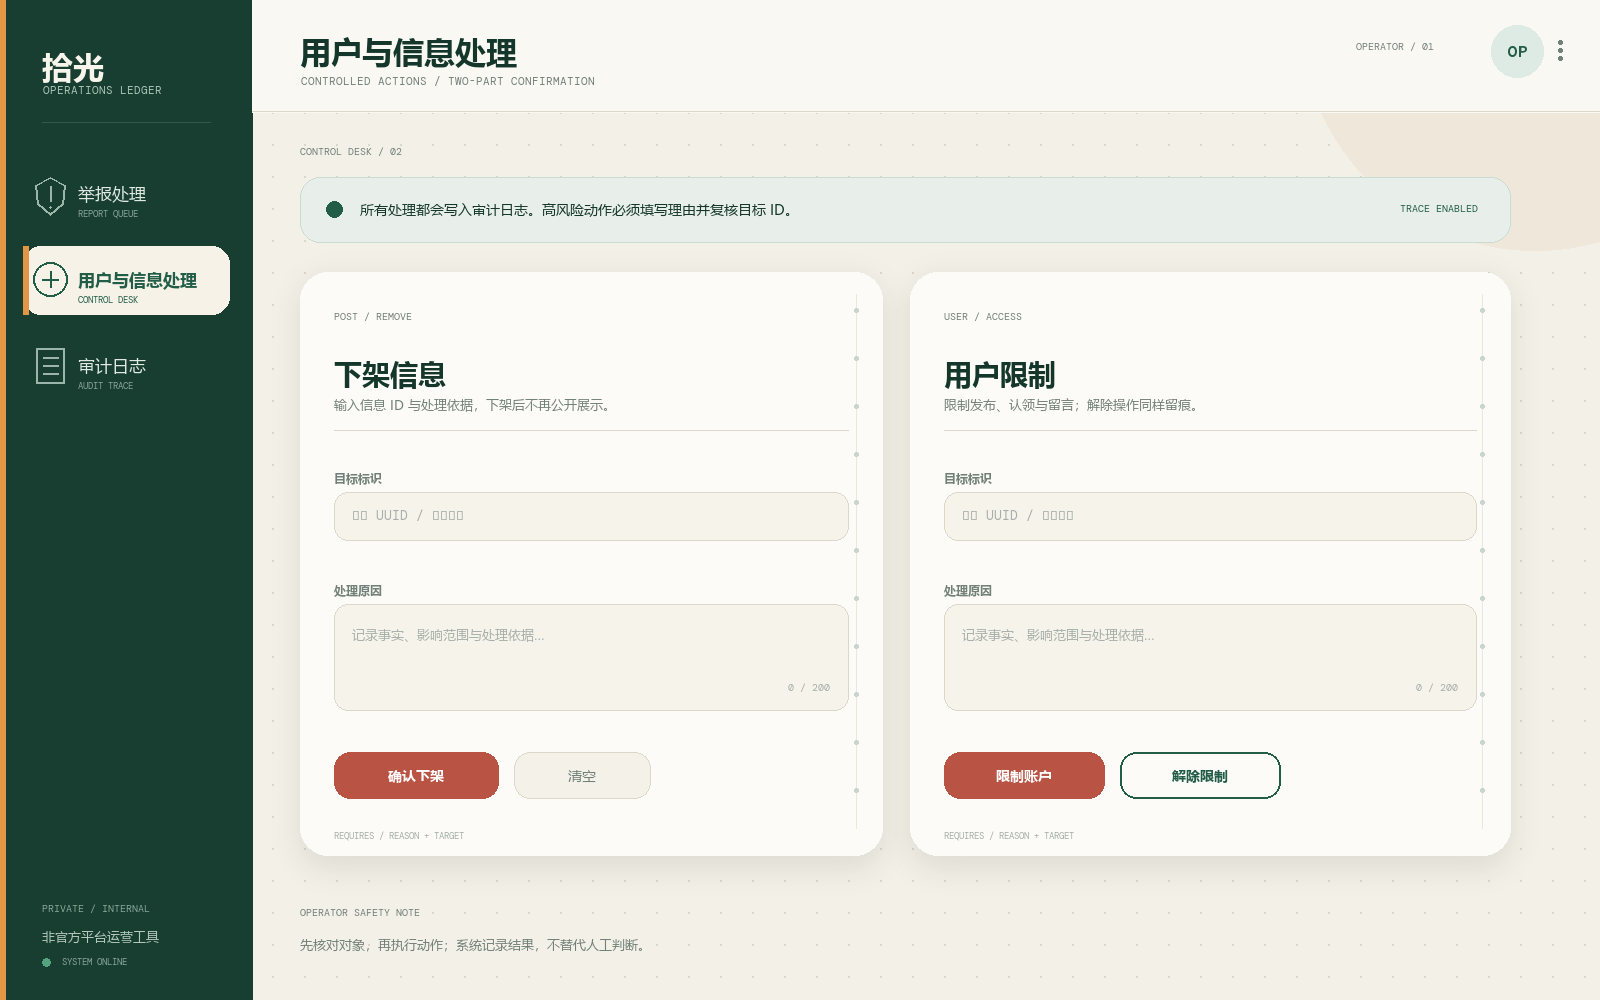 拾光
OPERATIONS LEDGER
举报处理
REPORT QUEUE
用户与信息处理
CONTROL DESK
审计日志
AUDIT TRACE
PRIVATE / INTERNAL
非官方平台运营工具
SYSTEM ONLINE
用户与信息处理
CONTROLLED ACTIONS / TWO-PART CONFIRMATION
OPERATOR / 01
OP
CONTROL DESK / 02
所有处理都会写入审计日志。高风险动作必须填写理由并复核目标 ID。
TRACE ENABLED
POST / REMOVE
下架信息
输入信息 ID 与处理依据，下架后不再公开展示。
目标标识
UUID /
处理原因
记录事实、影响范围与处理依据...
0 / 200
确认下架
清空
REQUIRES / REASON + TARGET
USER / ACCESS
用户限制
限制发布、认领与留言；解除操作同样留痕。
目标标识
UUID /
处理原因
记录事实、影响范围与处理依据...
0 / 200
限制账户
解除限制
REQUIRES / REASON + TARGET
OPERATOR SAFETY NOTE
先核对对象，再执行动作；系统记录结果，不替代人工判断。